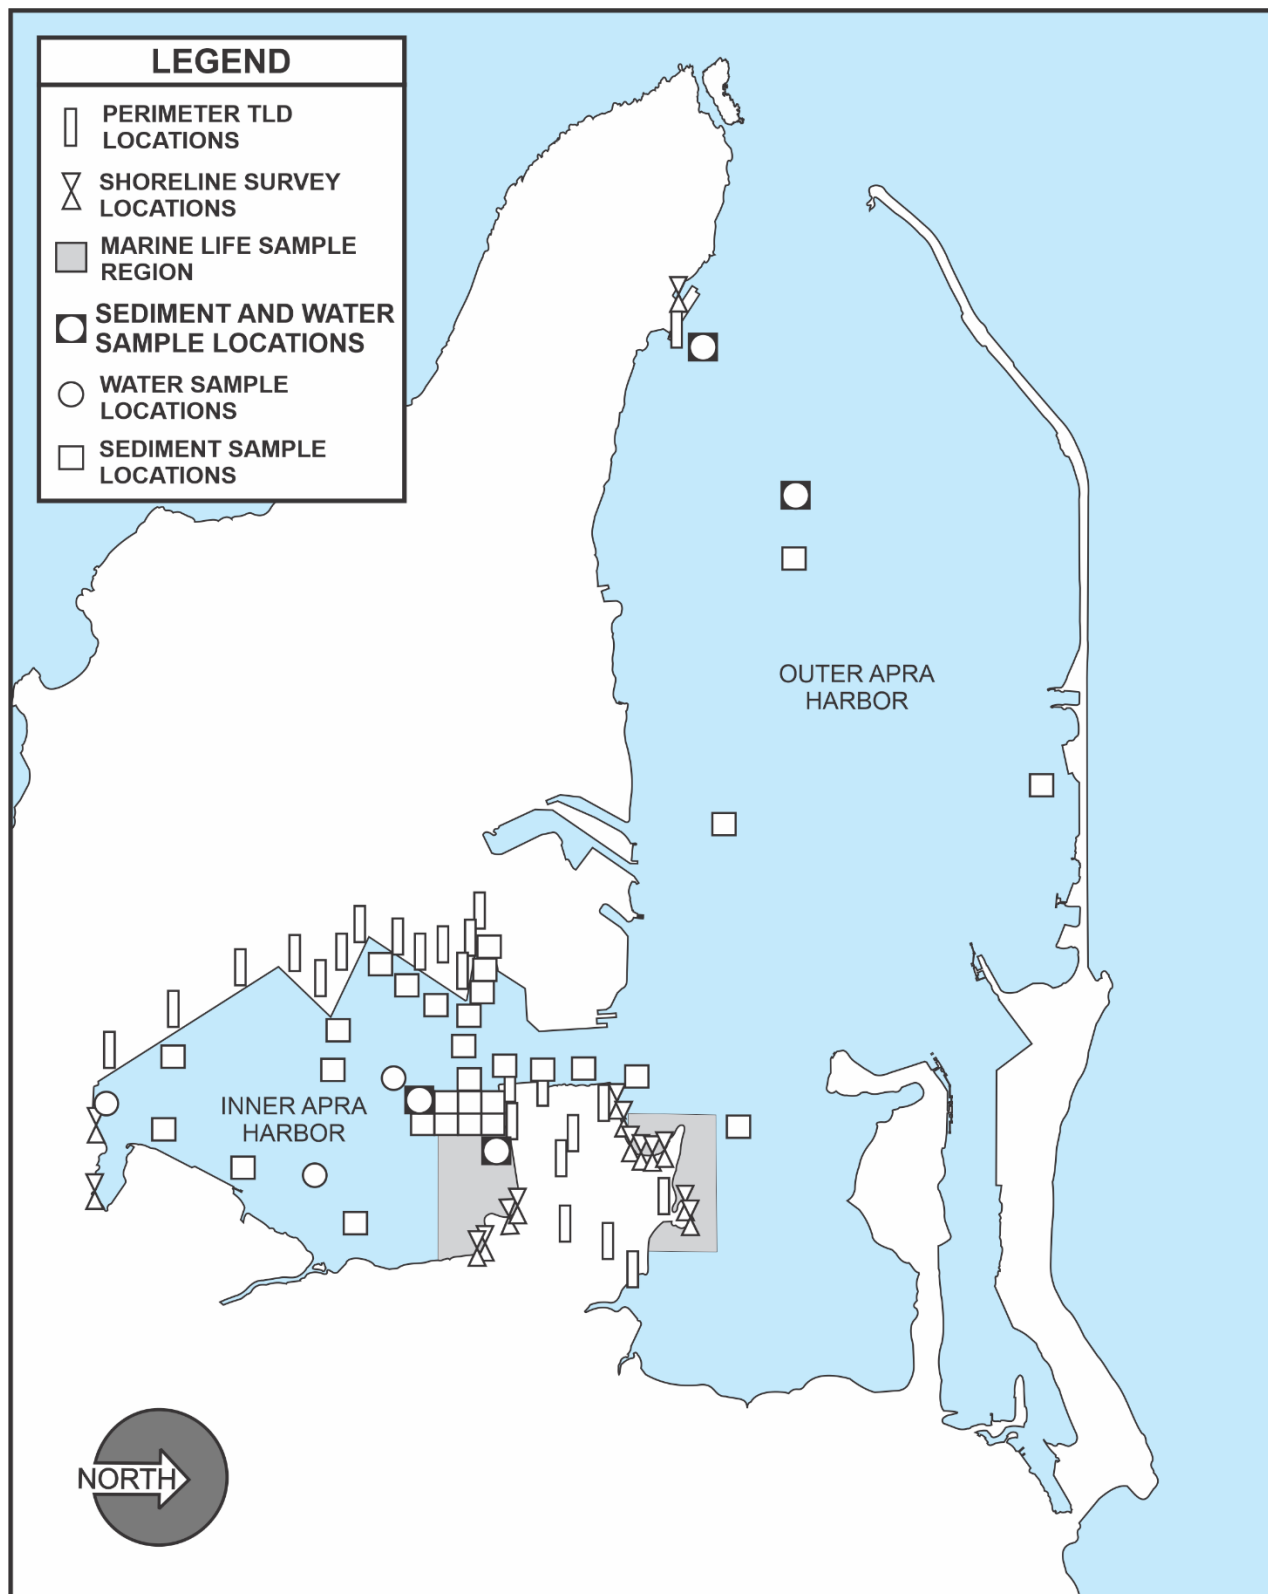 LEGEND
PERIMETER TLD
LOCATIONS
SHORELINE SURVEY
LOCATIONS
MARINE LIFE SAMPLE
REGION
SEDIMENT AND WATER
SAMPLE LOCATIONS
WATER SAMPLE
LOCATIONS
SEDIMENT SAMPLE
LOCATIONS
OUTER APRA
HARBOR
INNER APRA
HARBOR
NORTH